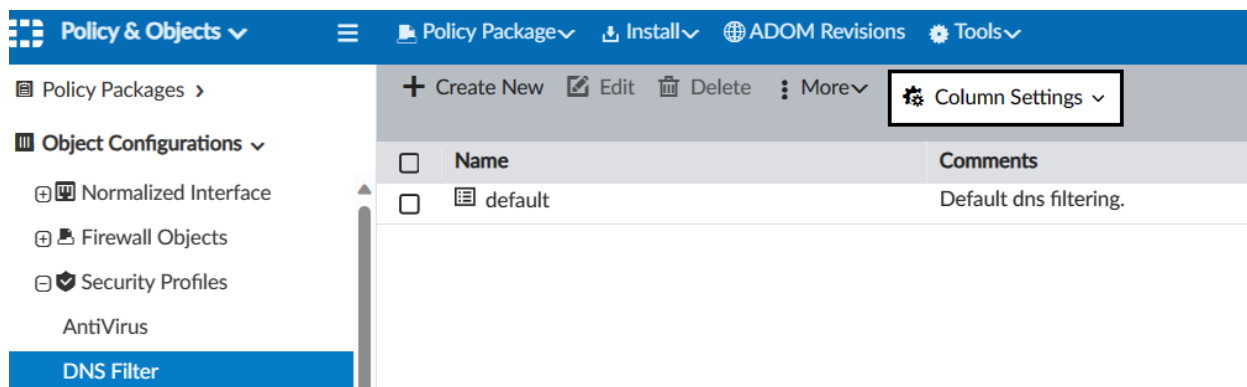 Policy & Objects
Policy Package Install ADOM Revisions Tools
Policy Packages
Create New Edit Delete More Column Settings
Object Configurations
Name Comments
Normalized Interface
default Default dns filtering.
Firewall Objects
Security Profiles
AntiVirus
DNS Filter